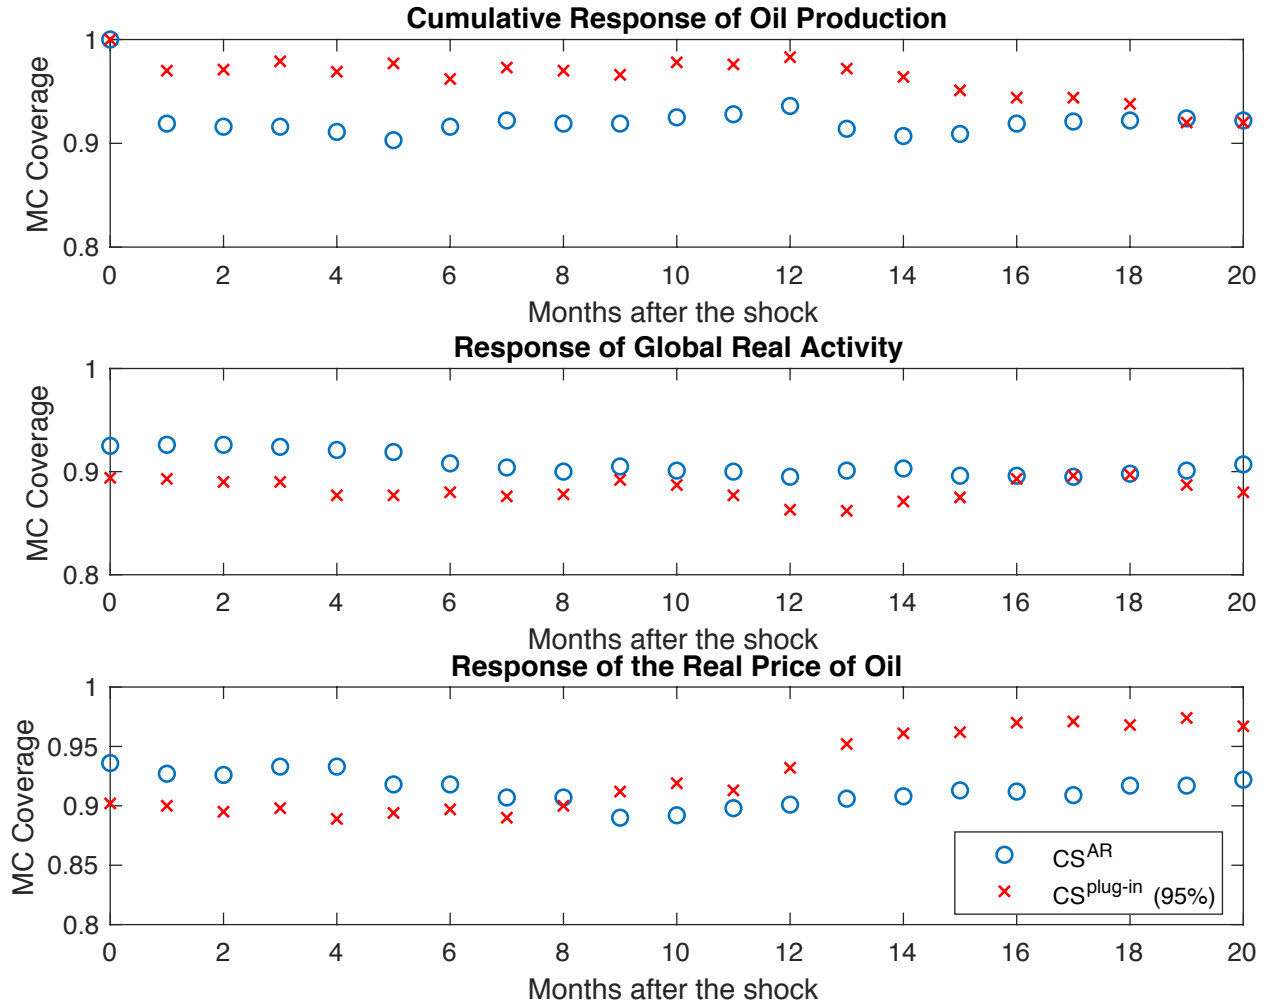 Cumulative Response of Oil Production
MC Coverage
1
0.9
0.8
0 2 4 6 8 10 12 14 16 18 20
Months after the shock
Response of Global Real Activity
MC Coverage
1
0.9
0.8
0 2 4 6 8 10 12 14 16 18 20
Months after the shock
Response of the Real Price of Oil
MC Coverage
1
0.95
0.9
0.85
0.8
CS^AR
CS^plug-in (95%)
0 2 4 6 8 10 12 14 16 18 20
Months after the shock